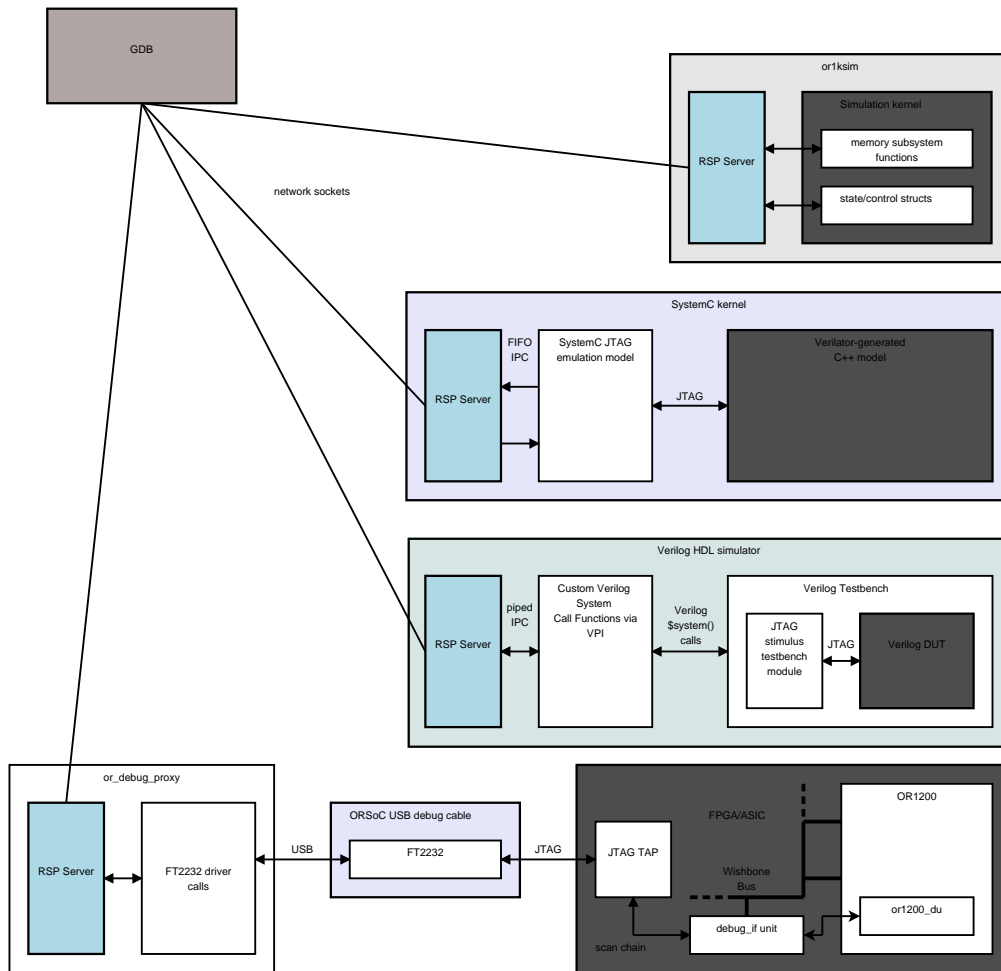 GDB
network sockets
or1ksim
RSP Server
Simulation kernel
memory subsystem
functions
state/control structs
SystemC kernel
RSP Server
FIFO
IPC
SystemC JTAG
emulation model
JTAG
Verilator-generated
C++ model
Verilog HDL simulator
RSP Server
piped
IPC
Custom Verilog
System
Call Functions via
VPI
Verilog
$system()
calls
Verilog Testbench
JTAG
stimulus
testbench
module
JTAG
Verilog DUT
or_debug_proxy
RSP Server
FT2232 driver
calls
USB
ORSoC USB debug cable
FT2232
JTAG
FPGA/ASIC
JTAG TAP
Wishbone
Bus
scan chain
debug_if unit
OR1200
or1200_du